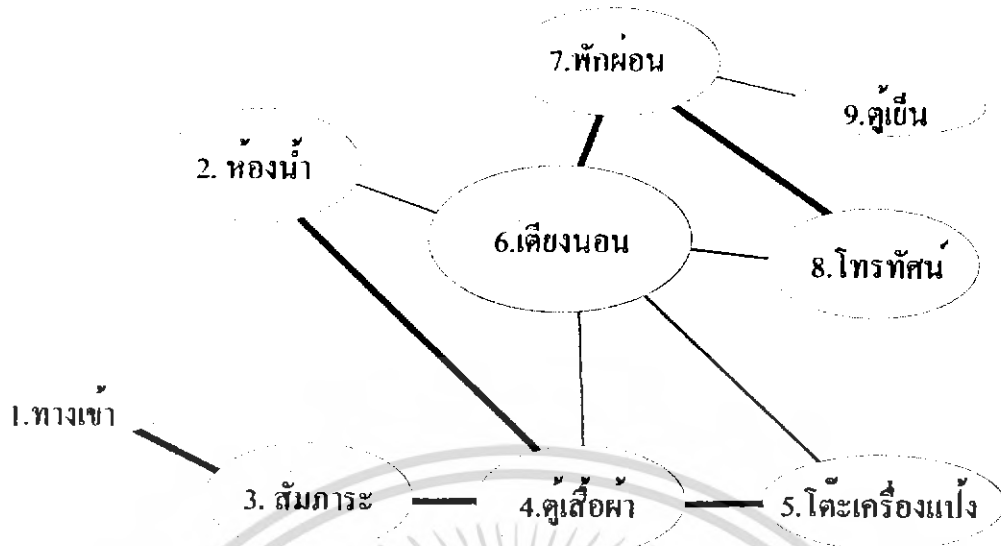 7.พักผ่อน
9.ตู้เย็น
2. ห้องน้ำ
6.เตียงนอน
8.โทรทัศน์
1.ทางเข้า
3. สัมภาระ
4.ตู้เสื้อผ้า
5.โต๊ะเครื่องแป้ง